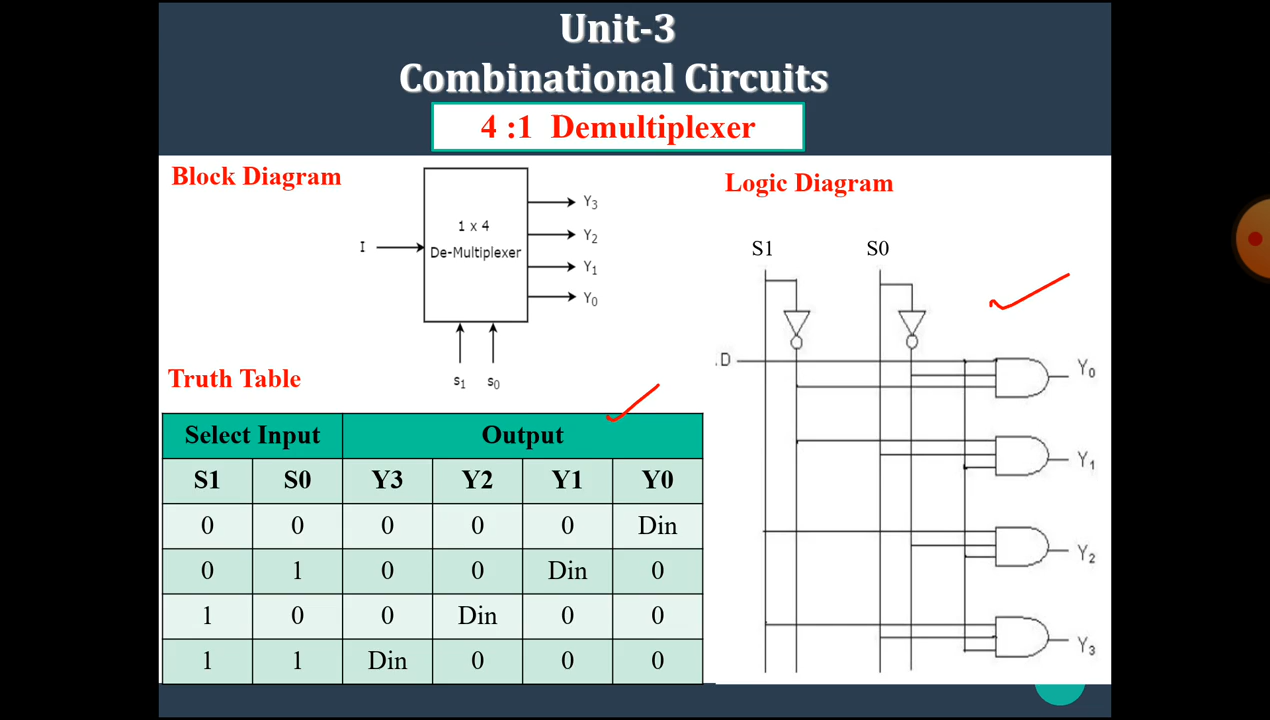 Unit-3
Combinational Circuits
4 :1 Demultiplexer
Block Diagram
I
1 x 4
De-Multiplexer
Y3
Y2
Y1
Y0
s1 s0
Truth Table
Select Input Output
S1 S0 Y3 Y2 Y1 Y0
0 0 0 0 0 Din
0 1 0 0 Din 0
1 0 0 Din 0 0
1 1 Din 0 0 0
Logic Diagram
S1 S0
.D
Y0
Y1
Y2
Y3